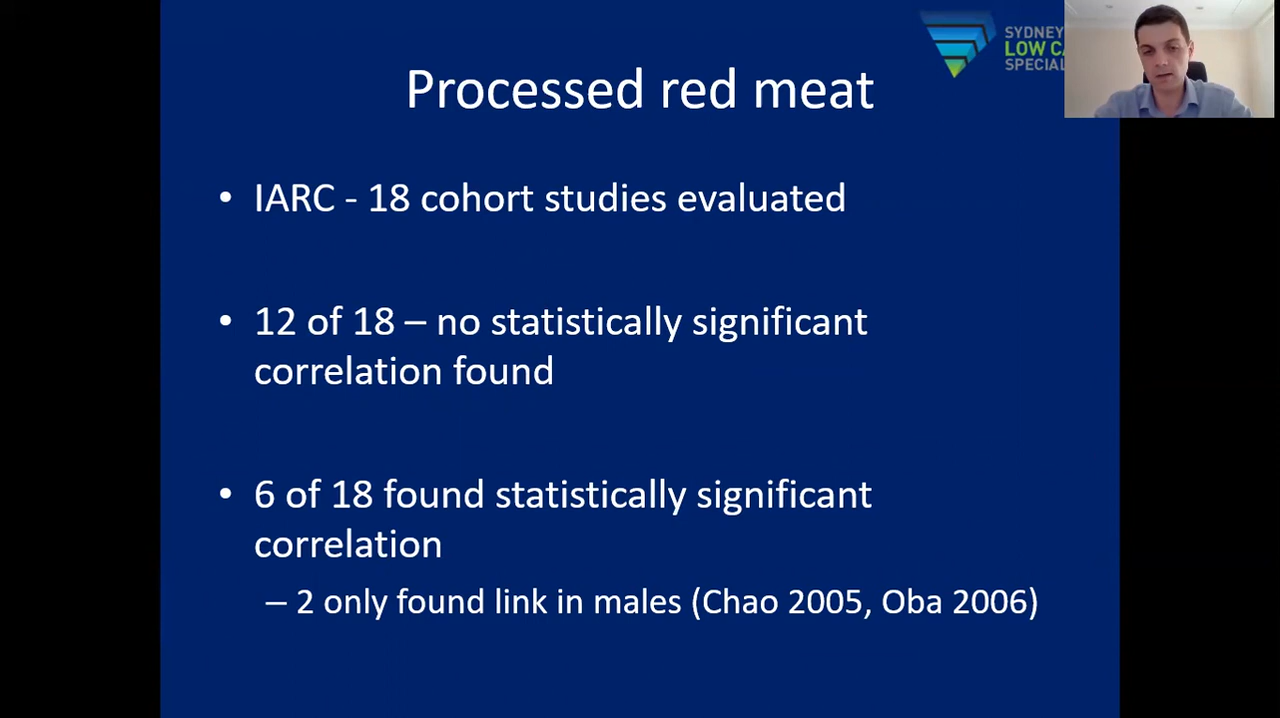 SYDNEY
LOW CA
SPECIAL
Processed red meat
• IARC - 18 cohort studies evaluated
• 12 of 18 – no statistically significant
correlation found
• 6 of 18 found statistically significant
correlation
– 2 only found link in males (Chao 2005, Oba 2006)